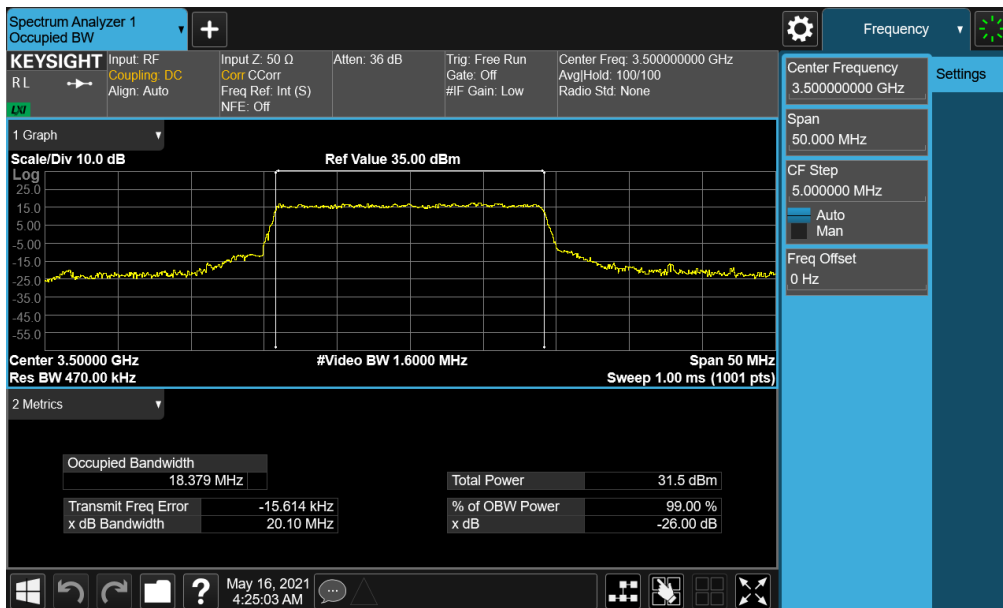 Spectrum Analyzer 1
Occupied BW
Frequency
KEYSIGHT
RL
LXI
Input: RF
Coupling: DC
Align: Auto
Input Z: 50 Ω
Corr CCorr
Freq Ref: Int (S)
NFE: Off
Atten: 36 dB
Trig: Free Run
Gate: Off
#IF Gain: Low
Center Freq: 3.500000000 GHz
Avg|Hold: 100/100
Radio Std: None
Center Frequency
3.500000000 GHz
Settings
Span
50.000 MHz
CF Step
5.000000 MHz
Auto
Man
Freq Offset
0 Hz
1 Graph
Scale/Div 10.0 dB
Ref Value 35.00 dBm
Log
25.0
15.0
5.00
-5.00
-15.0
-25.0
-35.0
-45.0
-55.0
Center 3.50000 GHz
#Video BW 1.6000 MHz
Span 50 MHz
Res BW 470.00 kHz
Sweep 1.00 ms (1001 pts)
2 Metrics
Occupied Bandwidth
18.379 MHz
Total Power 31.5 dBm
Transmit Freq Error -15.614 kHz
% of OBW Power 99.00 %
x dB Bandwidth 20.10 MHz
x dB -26.00 dB
?
May 16, 2021
4:25:03 AM